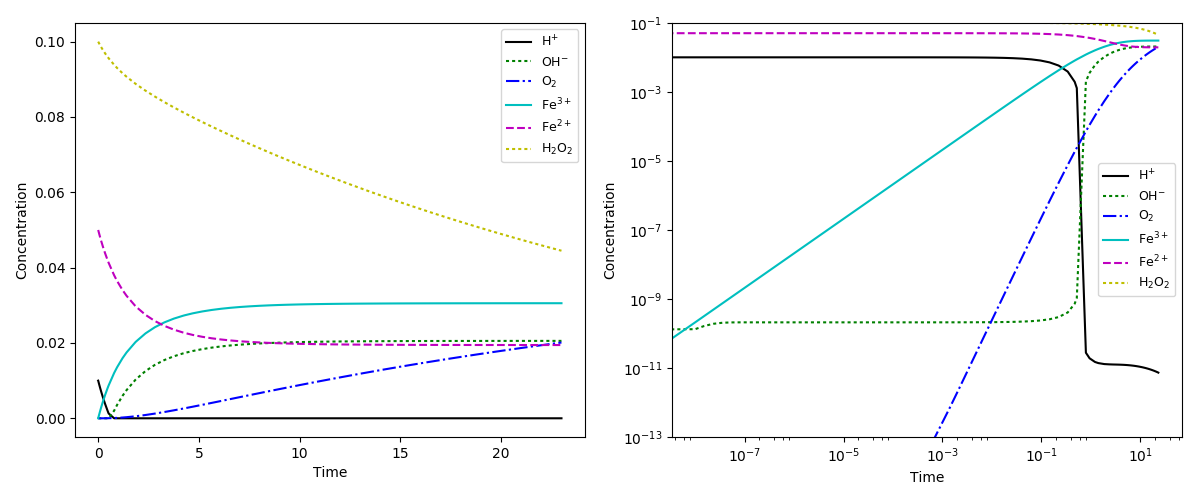 Concentration
0.10
0.08
0.06
0.04
0.02
0.00
0
5
10
15
20
Time
H⁺
OH⁻
O₂
Fe³⁺
Fe²⁺
H₂O₂
Concentration
10⁻¹
10⁻³
10⁻⁵
10⁻⁷
10⁻⁹
10⁻¹¹
10⁻¹³
10⁻⁷
10⁻⁵
10⁻³
10⁻¹
10¹
Time
H⁺
OH⁻
O₂
Fe³⁺
Fe²⁺
H₂O₂